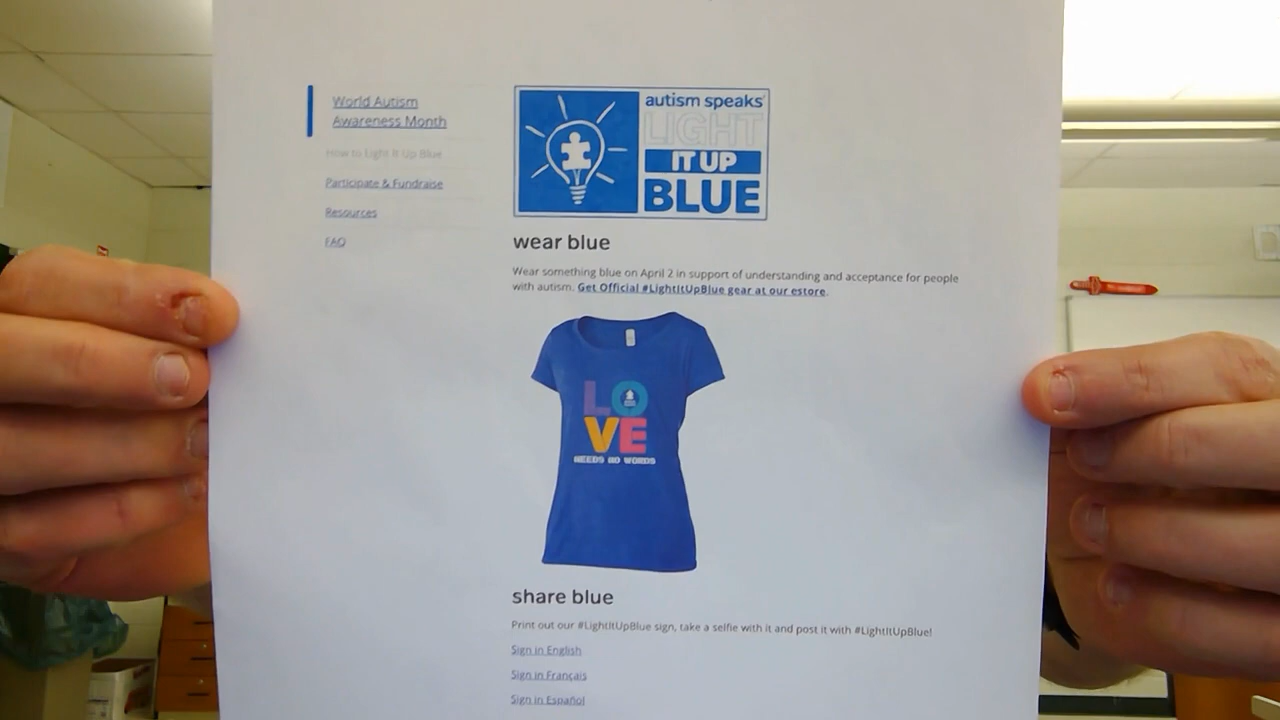 World Autism
Awareness Month
How to Light It Up Blue
Participate & Fundraise
Resources
FAQ
autism speaks®
LIGHT
IT UP
BLUE
wear blue
Wear something blue on April 2 in support of understanding and acceptance for people
with autism. Get Official #LightItUpBlue gear at our estore.
LO
VE
NEEDS NO WORDS
share blue
Print out our #LightItUpBlue sign, take a selfie with it and post it with #LightItUpBlue!
Sign in English
Sign in Français
Sign in Español